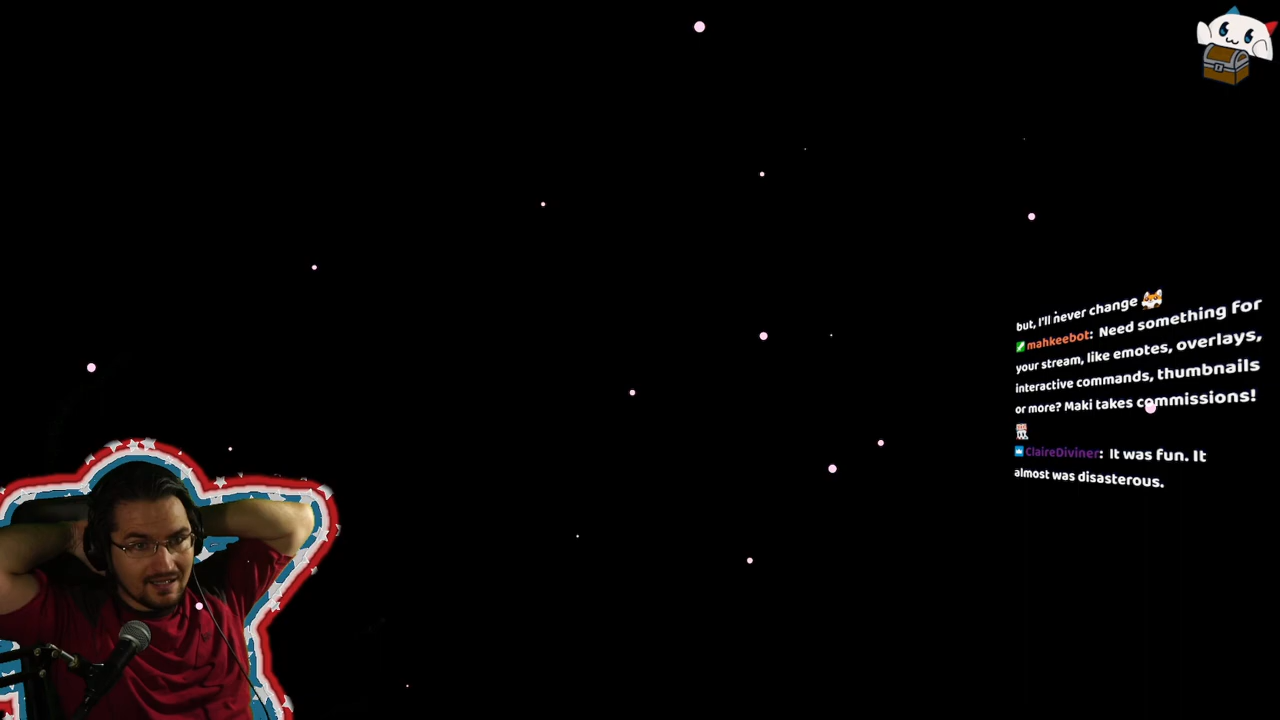 but, I'll never change
mahkeebot: Need something for
your stream, like emotes, overlays,
interactive commands, thumbnails
or more? Maki takes commissions!
ClaireDiviner: It was fun. It
almost was disasterous.